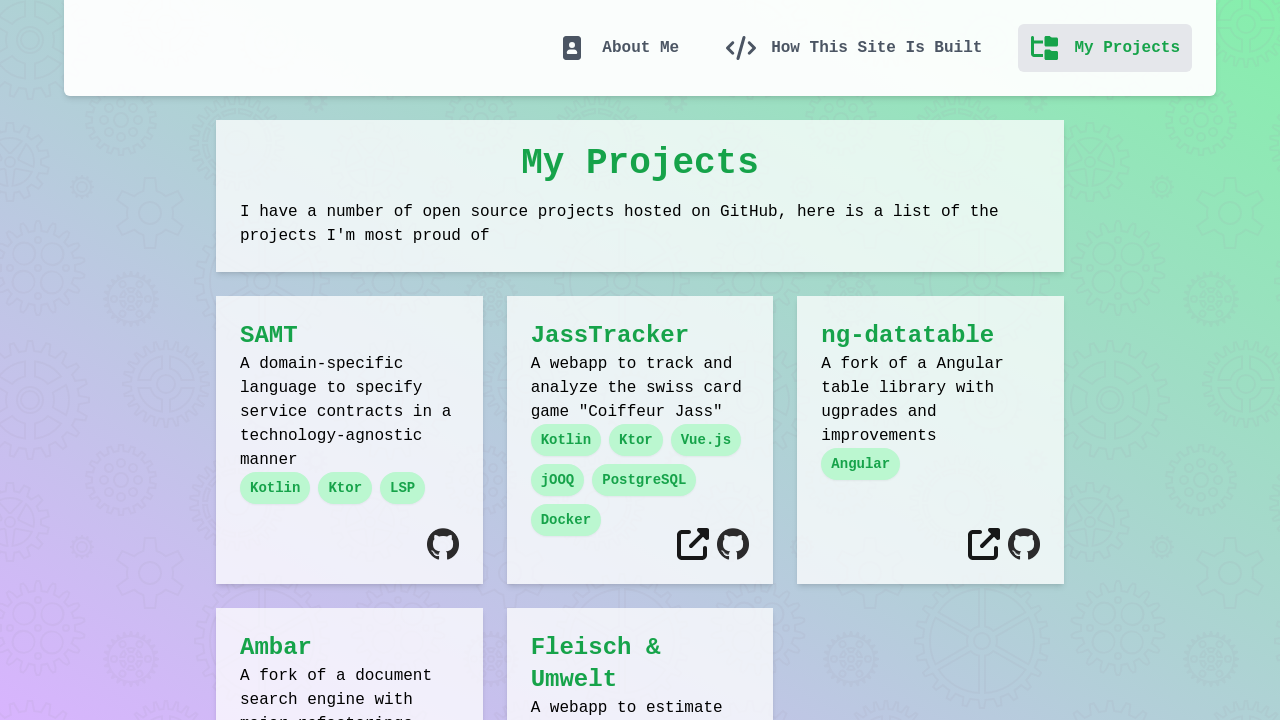 About Me
How This Site Is Built
My Projects
My Projects
I have a number of open source projects hosted on GitHub, here is a list of the
projects I'm most proud of
SAMT
A domain-specific
language to specify
service contracts in a
technology-agnostic
manner
Kotlin Ktor LSP
JassTracker
A webapp to track and
analyze the swiss card
game "Coiffeur Jass"
Kotlin Ktor Vue.js
jOOQ PostgreSQL
Docker
ng-datatable
A fork of a Angular
table library with
ugprades and
improvements
Angular
Ambar
A fork of a document
search engine with
major refactorings
Fleisch &
Umwelt
A webapp to estimate